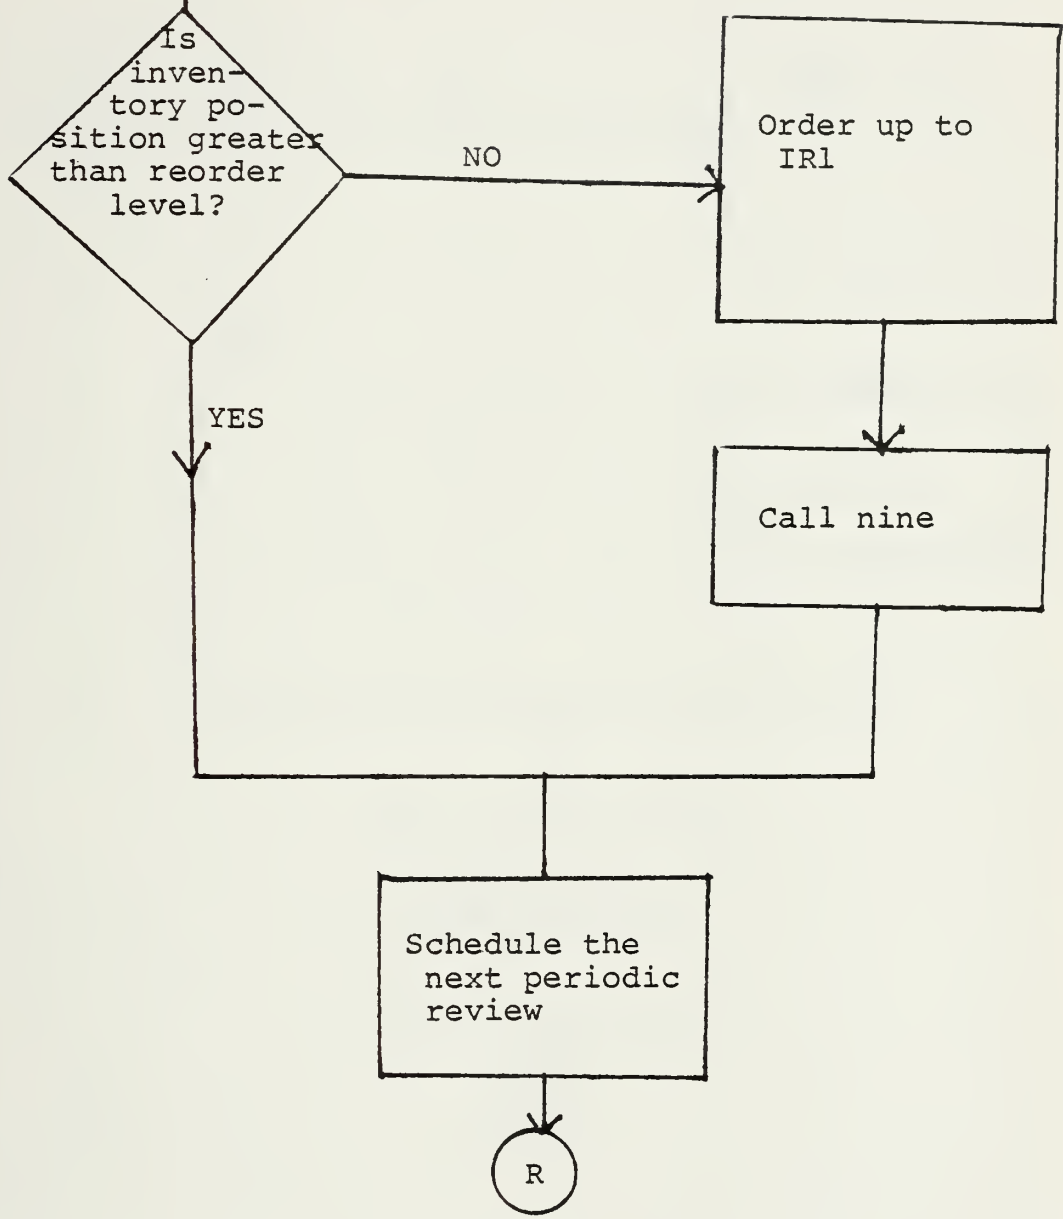 Is
inven-
tory po-
sition greater
than reorder
level?
NO
Order up to
IR1
YES
Call nine
Schedule the
next periodic
review
R